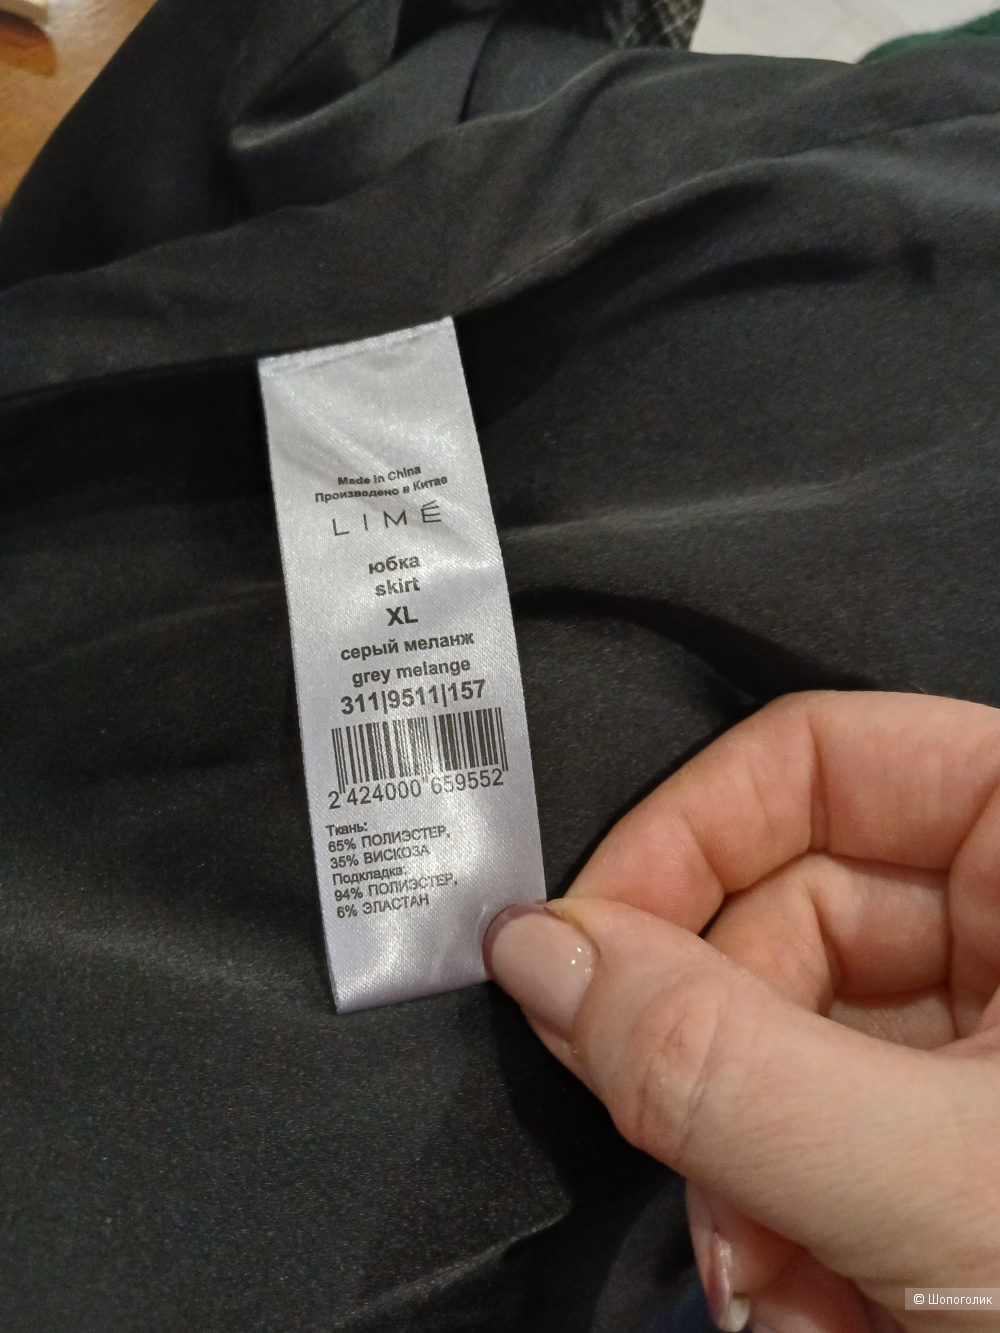 Made in China
Произведено в Китае
LIMÉ
юбка
skirt
XL
серый меланж
grey melange
311|9511|157
2 424000 659552
Ткань:
65% ПОЛИЭСТЕР,
35% ВИСКОЗА
Подкладка:
94% ПОЛИЭСТЕР,
6% ЭЛАСТАН
© Шопоголик